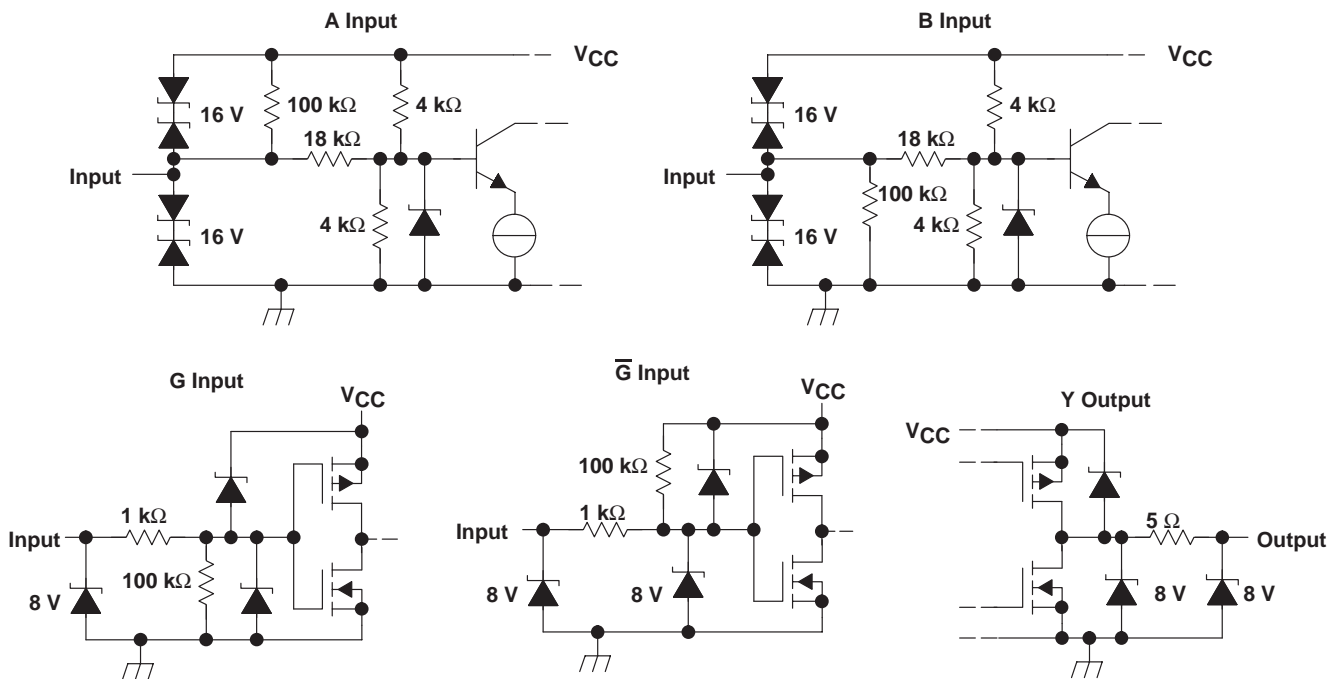 A Input
VCC
16 V
100 kΩ
4 kΩ
18 kΩ
Input
4 kΩ
16 V
B Input
VCC
16 V
4 kΩ
18 kΩ
Input
100 kΩ
4 kΩ
16 V
G Input
VCC
1 kΩ
Input
100 kΩ
8 V
G̅ Input
VCC
100 kΩ
1 kΩ
Input
8 V
8 V
Y Output
VCC
5 Ω
Output
8 V
8 V